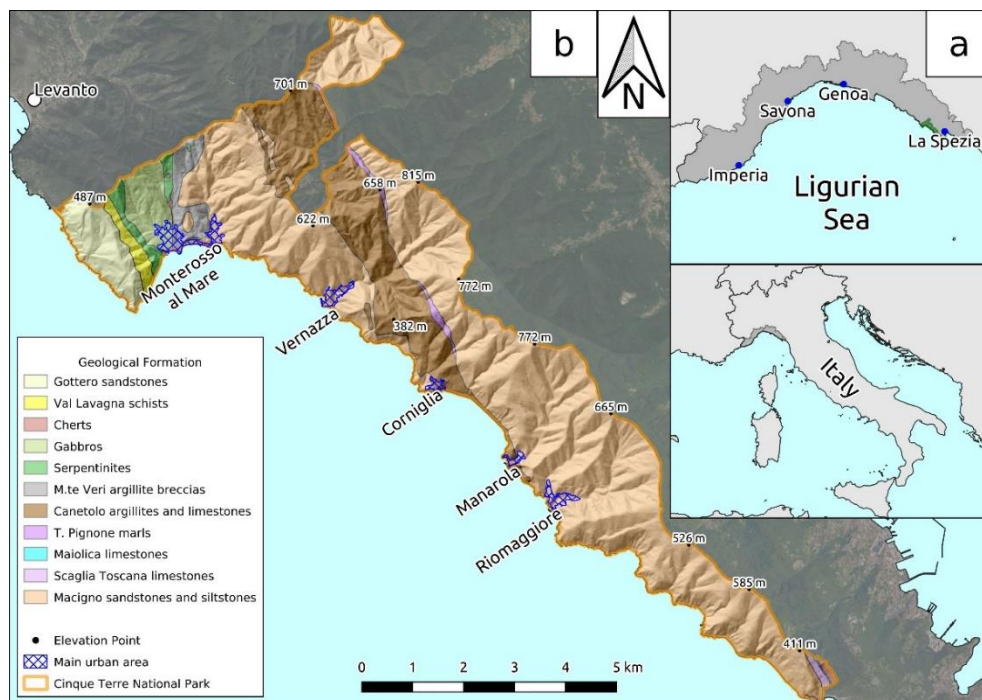 b
N
a
Levanto
701 m
487 m
658 m
815 m
622 m
772 m
382 m
772 m
665 m
526 m
585 m
411 m
Monterosso
al Mare
Vernazza
Corniglia
Manarola
Riomaggiore
Genoa
Savona
La Spezia
Imperia
Ligurian
Sea
Italy
Geological Formation
Gottero sandstones
Val Lavagna schists
Cherts
Gabbros
Serpentinites
M.te Veri argillite breccias
Canetolo argillites and limestones
T. Pignone marls
Maiolica limestones
Scaglia Toscana limestones
Macigno sandstones and siltstones
Elevation Point
Main urban area
Cinque Terre National Park
0 1 2 3 4 5 km